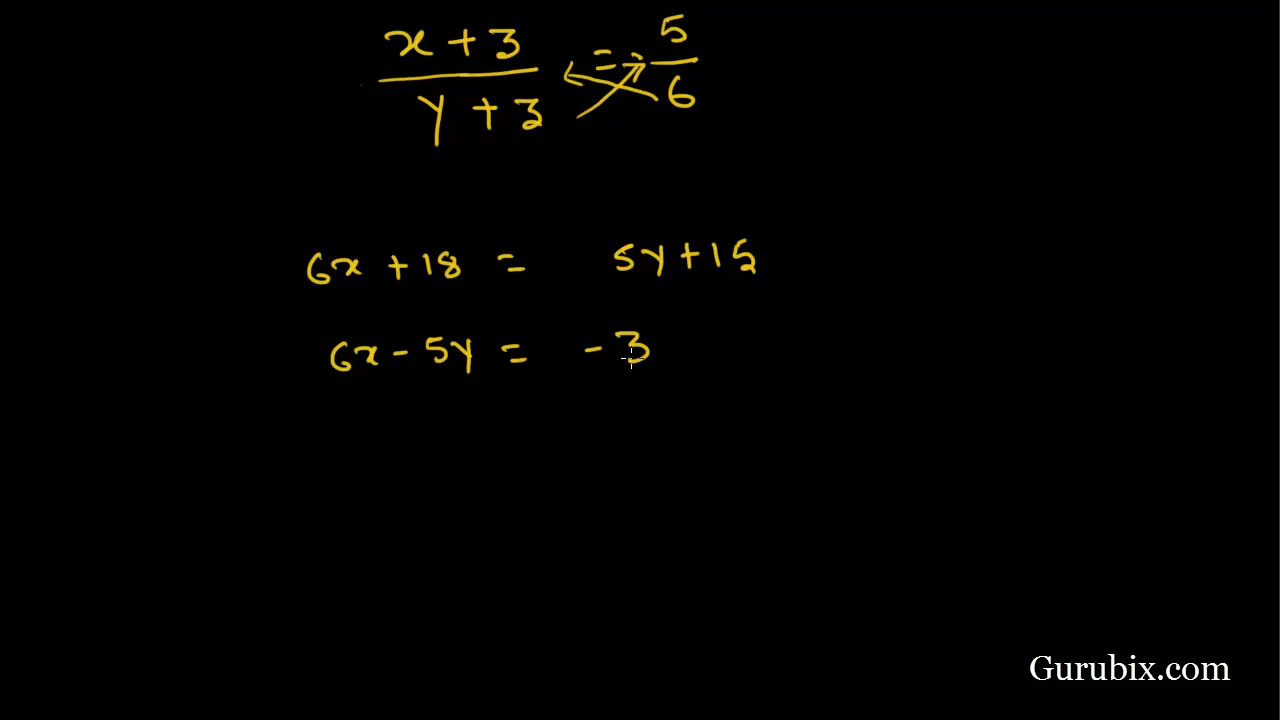 x + 3 / y + 3 = 5 / 6
6x + 18 = 5y + 15
6x - 5y = - 3
Gurubix.com